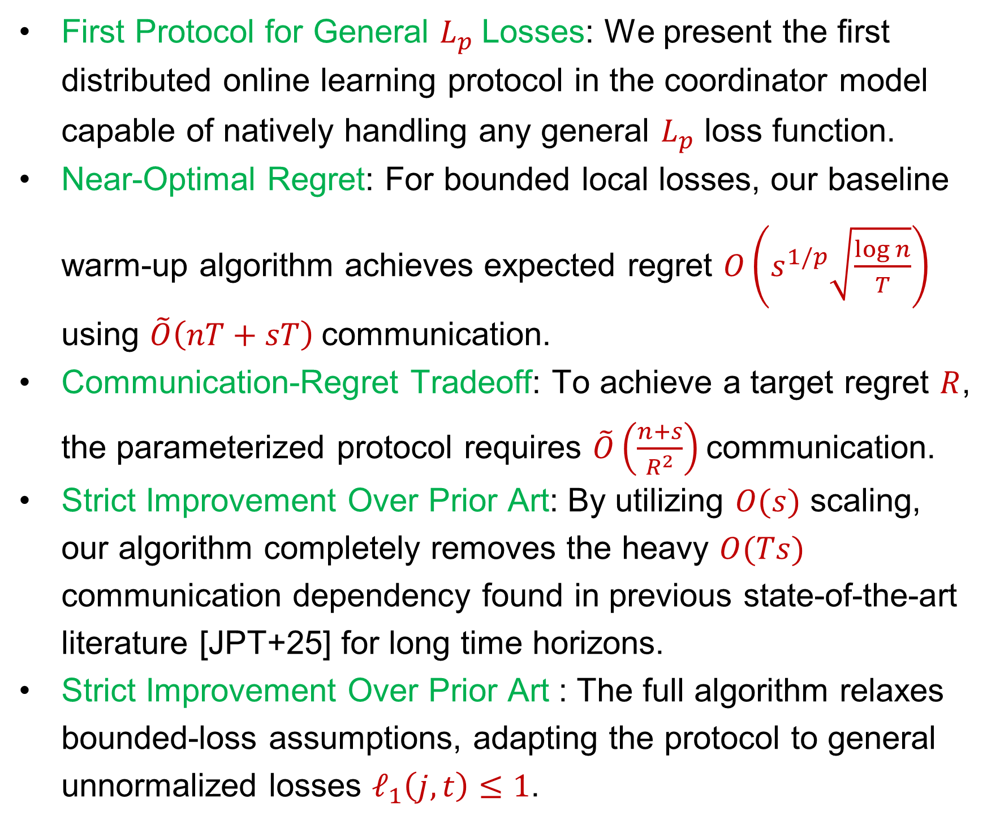 • First Protocol for General $L_p$ Losses: We present the first
distributed online learning protocol in the coordinator model
capable of natively handling any general $L_p$ loss function.
• Near-Optimal Regret: For bounded local losses, our baseline
warm-up algorithm achieves expected regret $O\left(s^{1/p}\sqrt{\frac{\log n}{T}}\right)$
using $\tilde{O}(nT + sT)$ communication.
• Communication-Regret Tradeoff: To achieve a target regret $R$,
the parameterized protocol requires $\tilde{O}\left(\frac{n+s}{R^2}\right)$ communication.
• Strict Improvement Over Prior Art: By utilizing $O(s)$ scaling,
our algorithm completely removes the heavy $O(Ts)$
communication dependency found in previous state-of-the-art
literature [JPT+25] for long time horizons.
• Strict Improvement Over Prior Art : The full algorithm relaxes
bounded-loss assumptions, adapting the protocol to general
unnormalized losses $\ell_1(j,t) \leq 1$.